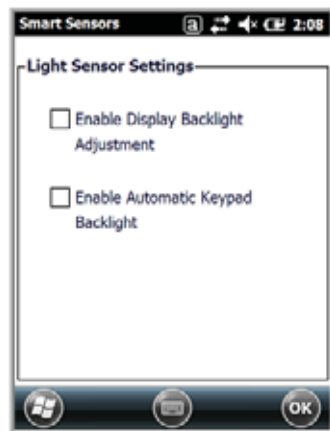 Smart Sensors a 2:08
Light Sensor Settings
Enable Display Backlight
Adjustment
Enable Automatic Keypad
Backlight
OK